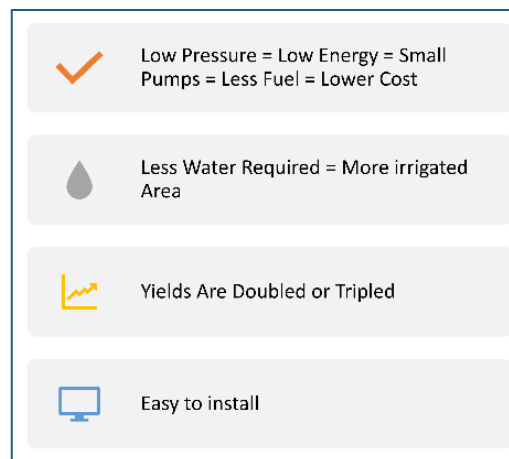 Low Pressure = Low Energy = Small
Pumps = Less Fuel = Lower Cost
Less Water Required = More irrigated
Area
Yields Are Doubled or Tripled
Easy to install